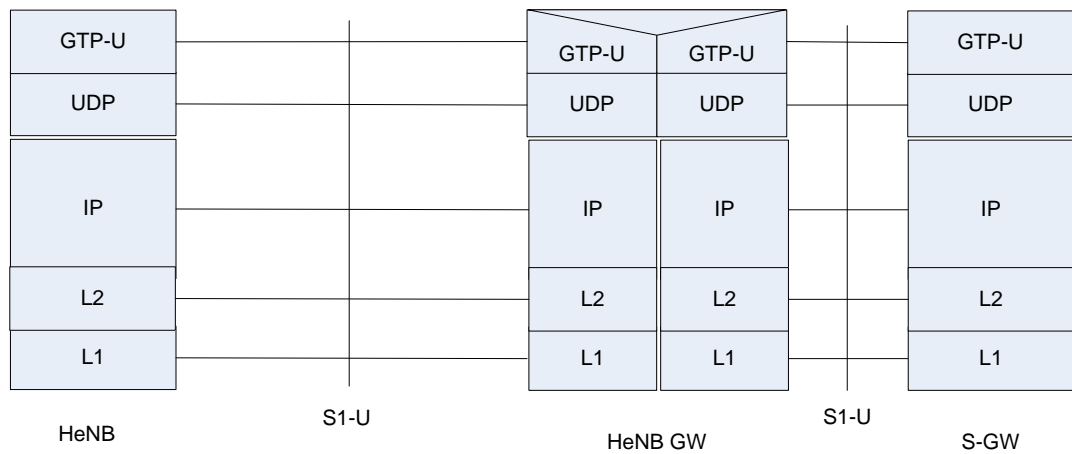 GTP-U
GTP-U
GTP-U
GTP-U
UDP
UDP
UDP
UDP
IP
IP
IP
IP
L2
L2
L2
L2
L1
L1
L1
L1
S1-U
S1-U
HeNB
HeNB GW
S-GW